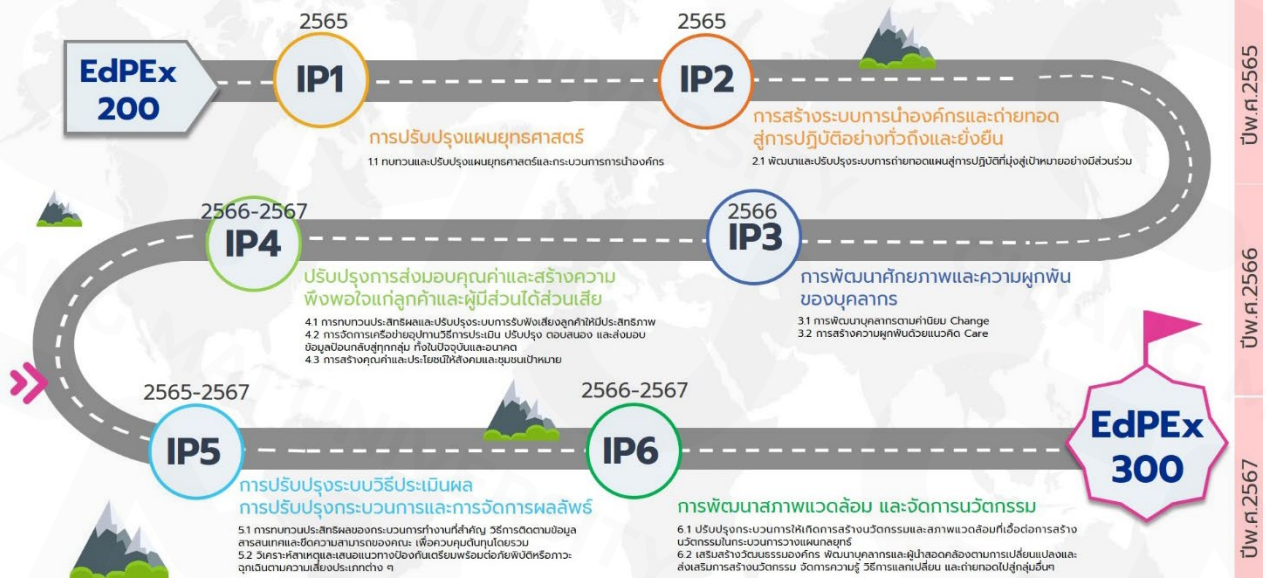 EdPEx
200
2565
IP1
การปรับปรุงแผนยุทธศาสตร์
1.1 ทบทวนและปรับปรุงแผนยุทธศาสตร์และกระบวนการการนำองค์กร
2565
IP2
การสร้างระบบการนำองค์กรและถ่ายทอด
สู่การปฏิบัติอย่างทั่วถึงและยั่งยืน
2.1 พัฒนาและปรับปรุงระบบการถ่ายทอดแผนสู่การปฏิบัติที่มุ่งสู่เป้าหมายอย่างมีส่วนร่วม
ปีพ.ศ.2565
2566
IP3
การพัฒนาศักยภาพและความผูกพัน
ของบุคลากร
3.1 การพัฒนาบุคลากรตามค่านิยม Change
3.2 การสร้างความผูกพันด้วยแนวคิด Care
2566-2567
IP4
ปรับปรุงการส่งมอบคุณค่าและสร้างความ
พึงพอใจแก่ลูกค้าและผู้มีส่วนได้ส่วนเสีย
4.1 การทบทวนประสิทธิผลและปรับปรุงระบบการรับฟังเสียงลูกค้าให้มีประสิทธิภาพ
4.2 การจัดการเครือข่ายอุปทานวิธีการประเมิน ปรับปรุง ตอบสนอง และส่งมอบ
ข้อมูลป้อนกลับสู่ทุกกลุ่ม ทั้งในปัจจุบันและอนาคต
4.3 การสร้างคุณค่าและประโยชน์ให้สังคมและชุมชนเป้าหมาย
ปีพ.ศ.2566
2565-2567
IP5
การปรับปรุงระบบวิธีประเมินผล
การปรับปรุงกระบวนการและการจัดการผลลัพธ์
5.1 การทบทวนประสิทธิผลของกระบวนการทำงานที่สำคัญ วิธีการติดตามข้อมูล
สารสนเทศและขีดความสามารถของคณะ เพื่อควบคุมต้นทุนโดยรวม
5.2 วิเคราะห์สาเหตุและเสนอแนวทางป้องกันเตรียมพร้อมต่อภัยพิบัติหรือภาวะ
ฉุกเฉินตามความเสี่ยงประเภทต่าง ๆ
2566-2567
IP6
การพัฒนาสภาพแวดล้อม และจัดการนวัตกรรม
6.1 ปรับปรุงกระบวนการให้เกิดการสร้างนวัตกรรมและสภาพแวดล้อมที่เอื้อต่อการสร้าง
นวัตกรรมในกระบวนการวางแผนกลยุทธ์
6.2 เสริมสร้างวัฒนธรรมองค์กร พัฒนาบุคลากรและผู้นำสอดคล้องตามการเปลี่ยนแปลงและ
ส่งเสริมการสร้างนวัตกรรม จัดการความรู้ วิธีการแลกเปลี่ยน และถ่ายทอดไปสู่กลุ่มอื่นๆ
EdPEx
300
ปีพ.ศ.2567